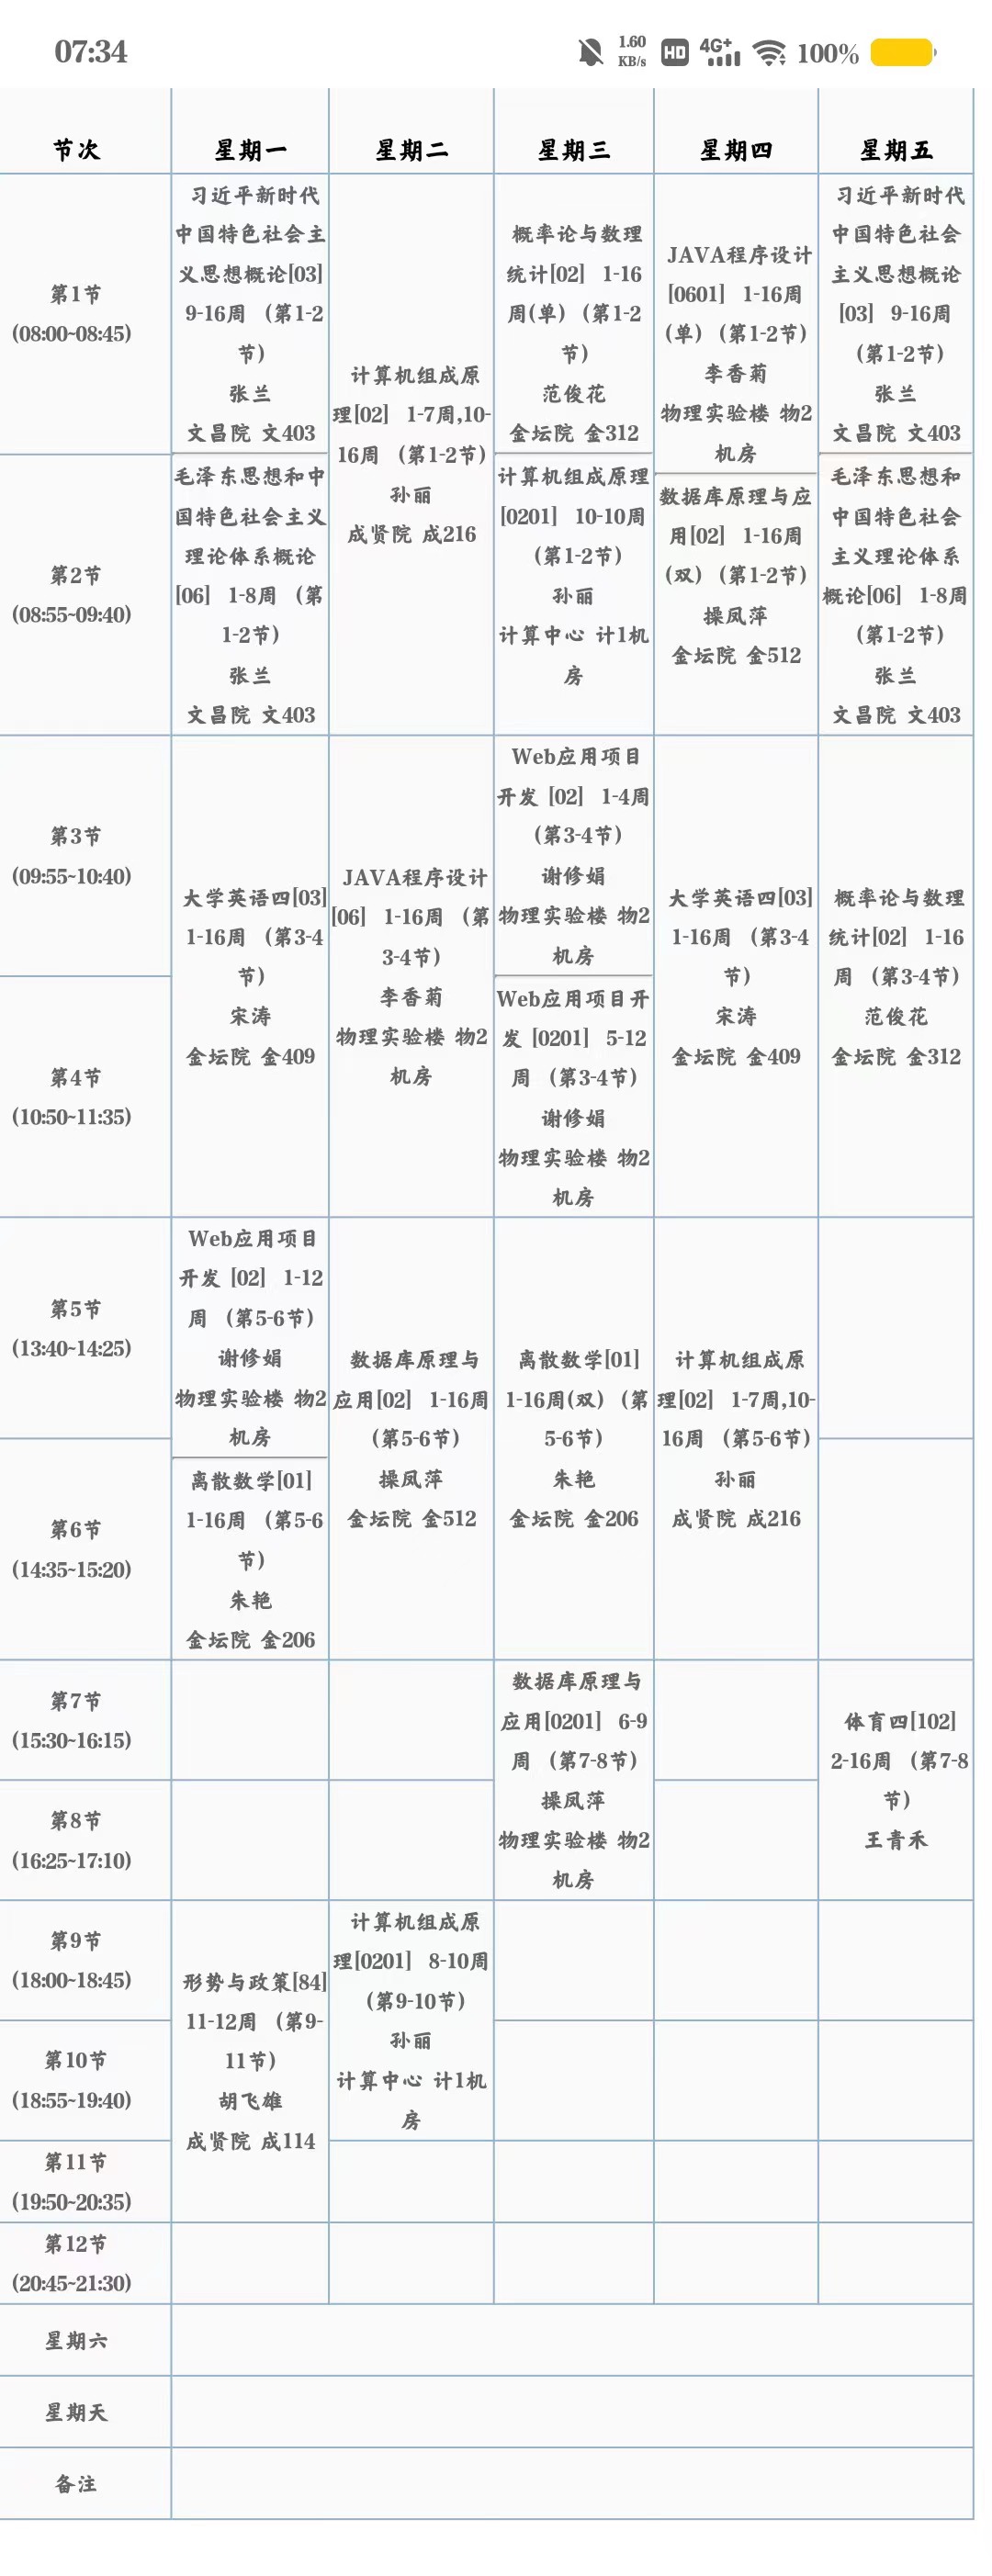 07:34
1.60
KB/s
HD
4G+
100%
节次
星期一
星期二
星期三
星期四
星期五
第1节
(08:00~08:45)
习近平新时代
中国特色社会主
义思想概论[03]
9-16周 (第1-2
节)
张兰
文昌院 文403
毛泽东思想和中
国特色社会主义
理论体系概论
[06] 1-8周 (第
1-2节)
张兰
文昌院 文403
计算机组成原
理[02] 1-7周,10-
16周 (第1-2节)
孙丽
成贤院 成216
概率论与数理
统计[02] 1-16
周(单) (第1-2
节)
范俊花
金坛院 金312
计算机组成原理
[0201] 10-10周
(第1-2节)
孙丽
计算中心 计1机
房
JAVA程序设计
[0601] 1-16周
(单) (第1-2节)
李香菊
物理实验楼 物2
机房
数据库原理与应
用[02] 1-16周
(双) (第1-2节)
操凤萍
金坛院 金512
习近平新时代
中国特色社会
主义思想概论
[03] 9-16周
(第1-2节)
张兰
文昌院 文403
毛泽东思想和
中国特色社会
主义理论体系
概论[06] 1-8周
(第1-2节)
张兰
文昌院 文403
第2节
(08:55~09:40)
第3节
(09:55~10:40)
大学英语四[03]
1-16周 (第3-4
节)
宋涛
金坛院 金409
JAVA程序设计
[06] 1-16周 (第
3-4节)
李香菊
物理实验楼 物2
机房
Web应用项目
开发 [02] 1-4周
(第3-4节)
谢修娟
物理实验楼 物2
机房
Web应用项目开
发 [0201] 5-12
周 (第3-4节)
谢修娟
物理实验楼 物2
机房
大学英语四[03]
1-16周 (第3-4
节)
宋涛
金坛院 金409
概率论与数理
统计[02] 1-16
周 (第3-4节)
范俊花
金坛院 金312
第4节
(10:50~11:35)
第5节
(13:40~14:25)
Web应用项目
开发 [02] 1-12
周 (第5-6节)
谢修娟
物理实验楼 物2
机房
离散数学[01]
1-16周 (第5-6
节)
朱艳
金坛院 金206
数据库原理与
应用[02] 1-16周
(第5-6节)
操凤萍
金坛院 金512
离散数学[01]
1-16周(双) (第
5-6节)
朱艳
金坛院 金206
计算机组成原
理[02] 1-7周,10-
16周 (第5-6节)
孙丽
成贤院 成216
第6节
(14:35~15:20)
第7节
(15:30~16:15)
数据库原理与
应用[0201] 6-9
周 (第7-8节)
操凤萍
物理实验楼 物2
机房
体育四[102]
2-16周 (第7-8
节)
王青禾
第8节
(16:25~17:10)
第9节
(18:00~18:45)
形势与政策[84]
11-12周 (第9-
11节)
胡飞雄
成贤院 成114
计算机组成原
理[0201] 8-10周
(第9-10节)
孙丽
计算中心 计1机
房
第10节
(18:55~19:40)
第11节
(19:50~20:35)
第12节
(20:45~21:30)
星期六
星期天
备注